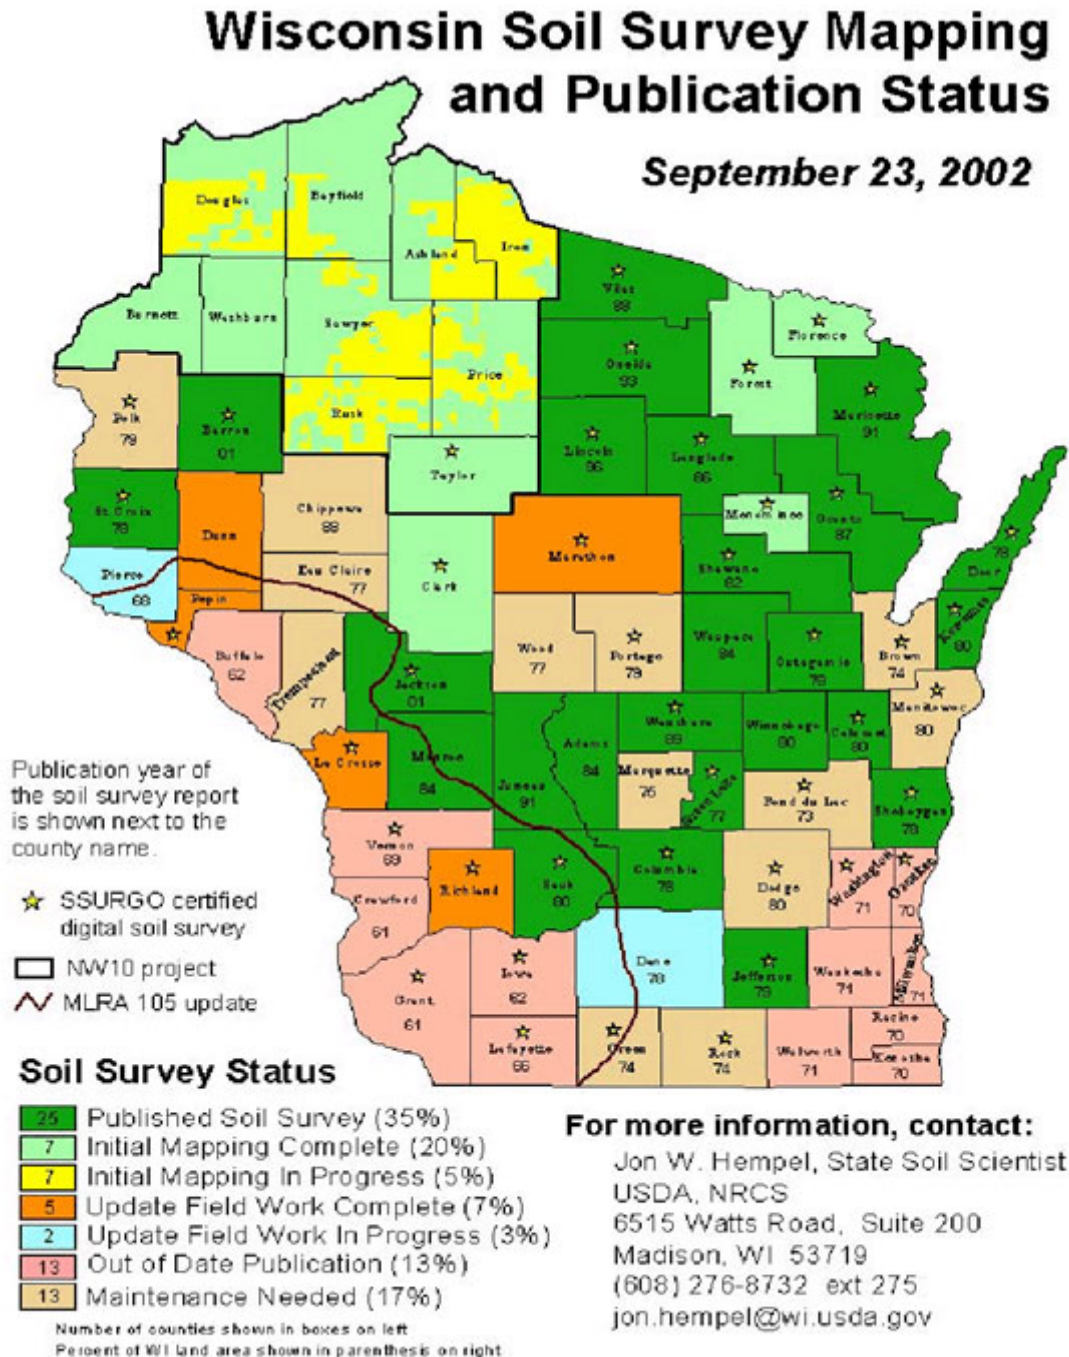 Wisconsin Soil Survey Mapping
and Publication Status
September 23, 2002
Douglas
Bayfield
Ashland
Iron
Vilas
88
Burnett
Washburn
Sawyer
Price
Oneida
93
Forest
Florence
Marinette
91
Polk
79
Barron
01
Rusk
Taylor
Lincoln
96
Langlade
86
Menominee
Oconto
87
St. Croix
78
Dunn
Chippewa
89
Marathon
Shawano
82
Door
78
Pierce
68
Pepin
Eau Claire
77
Clark
Wood
77
Portage
79
Waupaca
84
Outagamie
78
Brown
74
Kewaunee
80
Buffalo
62
Trempealeau
77
Jackson
01
Adams
84
Waushara
89
Winnebago
80
Calumet
80
Manitowoc
80
La Crosse
Monroe
84
Juneau
91
Marquette
75
Green Lake
77
Fond du Lac
73
Sheboygan
78
Vernon
69
Richland
Sauk
80
Columbia
78
Dodge
80
Washington
71
Ozaukee
70
Crawford
61
Grant
61
Iowa
62
Dane
78
Jefferson
79
Waukesha
71
Milwaukee
71
Lafayette
66
Green
74
Rock
74
Walworth
71
Racine
70
Kenosha
70
Publication year of
the soil survey report
is shown next to the
county name.
SSURGO certified
digital soil survey
NW10 project
MLRA 105 update
Soil Survey Status
25 Published Soil Survey (35%)
7 Initial Mapping Complete (20%)
7 Initial Mapping In Progress (5%)
5 Update Field Work Complete (7%)
2 Update Field Work In Progress (3%)
13 Out of Date Publication (13%)
13 Maintenance Needed (17%)
Number of counties shown in boxes on left
Percent of WI land area shown in parenthesis on right
For more information, contact:
Jon W. Hempel, State Soil Scientist
USDA, NRCS
6515 Watts Road, Suite 200
Madison, WI 53719
(608) 276-8732 ext 275
jon.hempel@wi.usda.gov